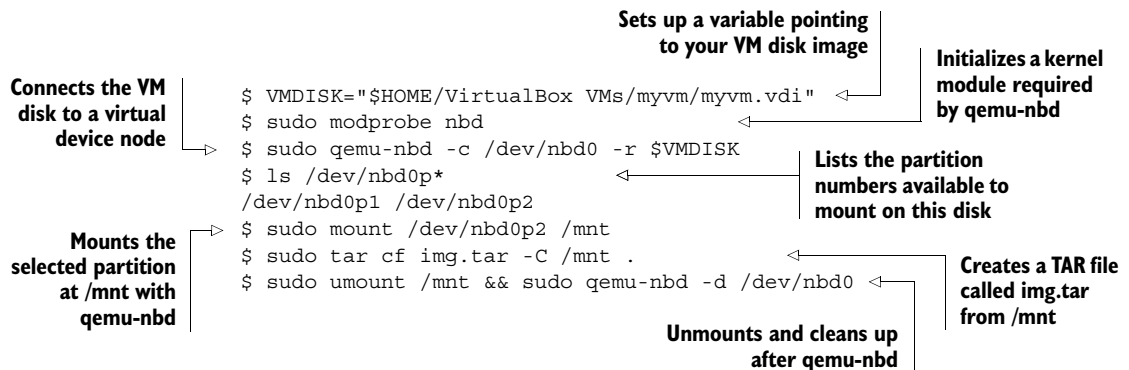 Sets up a variable pointing
to your VM disk image
Initializes a kernel
module required
by qemu-nbd
Connects the VM
disk to a virtual
device node
$ VMDISK="$HOME/VirtualBox VMs/myvm/myvm.vdi"
$ sudo modprobe nbd
$ sudo qemu-nbd -c /dev/nbd0 -r $VMDISK
$ ls /dev/nbd0p*
/dev/nbd0p1 /dev/nbd0p2
$ sudo mount /dev/nbd0p2 /mnt
$ sudo tar cf img.tar -C /mnt .
$ sudo umount /mnt && sudo qemu-nbd -d /dev/nbd0
Lists the partition
numbers available to
mount on this disk
Mounts the
selected partition
at /mnt with
qemu-nbd
Creates a TAR file
called img.tar
from /mnt
Unmounts and cleans up
after qemu-nbd